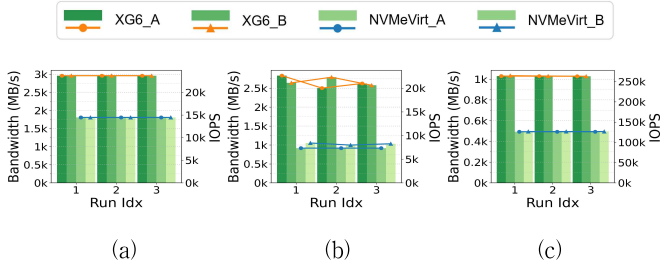 XG6_A XG6_B NVMeVirt_A NVMeVirt_B
Bandwidth (MB/s)
3k
2.5k
2k
1.5k
1k
0.5k
0k
1 2 3
Run Idx
20k
15k
10k
5k
0k
IOPS
(a)
Bandwidth (MB/s)
2.5k
2k
1.5k
1k
0.5k
0k
1 2 3
Run Idx
20k
15k
10k
5k
0k
IOPS
(b)
Bandwidth (MB/s)
1k
0.8k
0.6k
0.4k
0.2k
0k
1 2 3
Run Idx
250k
200k
150k
100k
50k
0k
IOPS
(c)